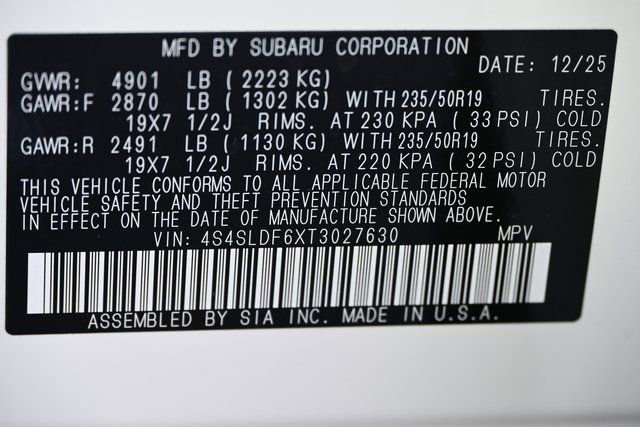 MFD BY SUBARU CORPORATION
DATE: 12/25
GVWR: 4901 LB ( 2223 KG)
GAWR:F 2870 LB ( 1302 KG) WITH 235/50R19 TIRES.
19X7 1/2J RIMS. AT 230 KPA ( 33 PSI) COLD
GAWR:R 2491 LB ( 1130 KG) WITH 235/50R19 TIRES.
19X7 1/2J RIMS. AT 220 KPA ( 32 PSI) COLD
THIS VEHICLE CONFORMS TO ALL APPLICABLE FEDERAL MOTOR
VEHICLE SAFETY AND THEFT PREVENTION STANDARDS
IN EFFECT ON THE DATE OF MANUFACTURE SHOWN ABOVE.
VIN: 4S4SLDF6XT3027630 MPV
ASSEMBLED BY SIA INC. MADE IN U.S.A.